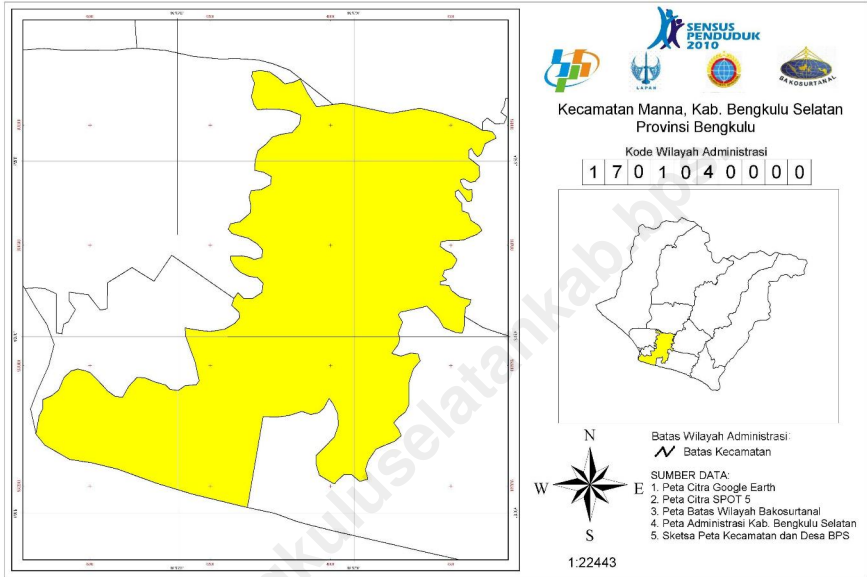 SENSUS
PENDUDUK
2010
LAPAN
BAKOSURTANAL
Kecamatan Manna, Kab. Bengkulu Selatan
Provinsi Bengkulu
Kode Wilayah Administrasi
1 7 0 1 0 4 0 0 0 0
N
W E
S
1:22443
Batas Wilayah Administrasi:
Batas Kecamatan
SUMBER DATA:
1. Peta Citra Google Earth
2. Peta Citra SPOT 5
3. Peta Batas Wilayah Bakosurtanal
4. Peta Administrasi Kab. Bengkulu Selatan
5. Sketsa Peta Kecamatan dan Desa BPS
ngkuluselatankab.bps.